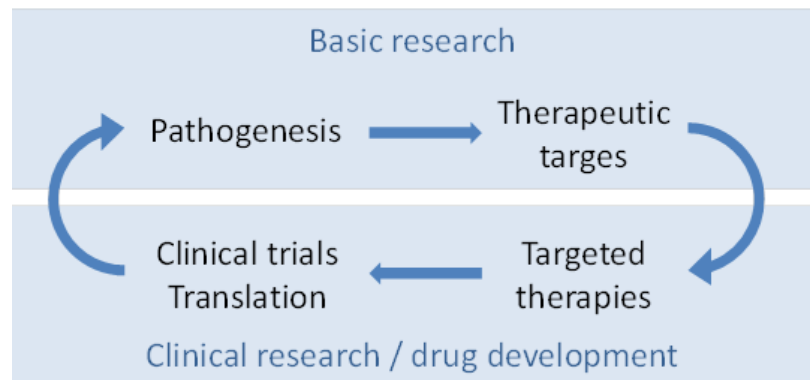 Basic research
Pathogenesis
Therapeutic
targes
Clinical trials
Translation
Targeted
therapies
Clinical research / drug development